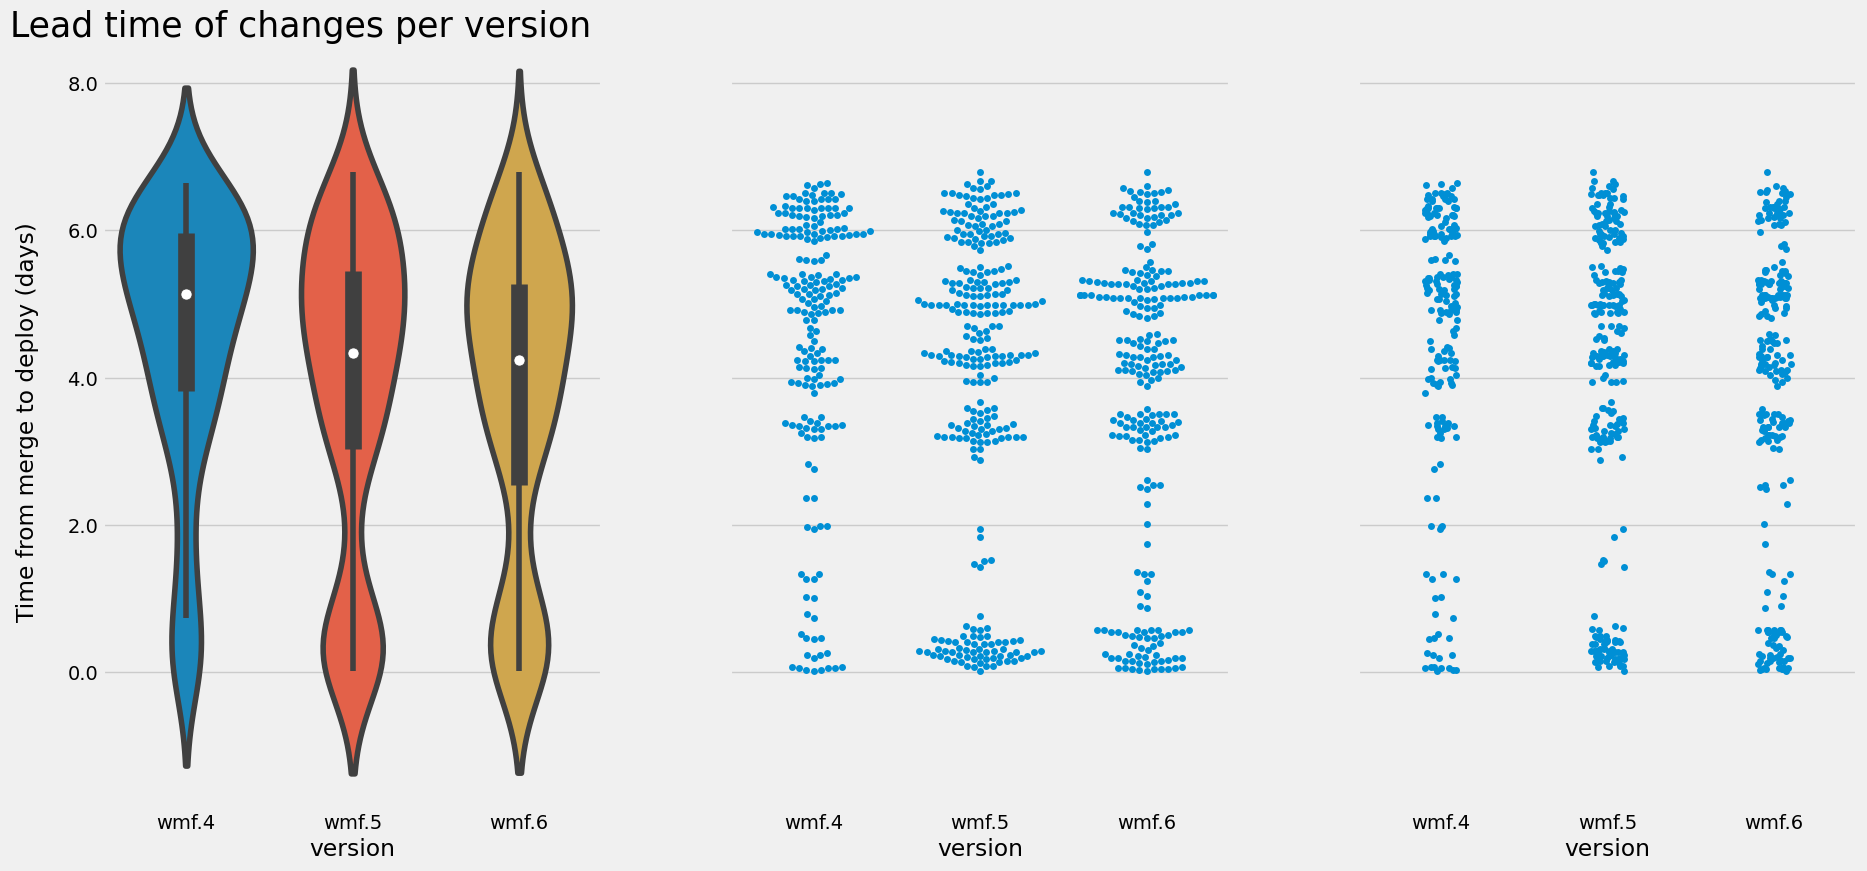 Lead time of changes per version
Time from merge to deploy (days)
8.0
6.0
4.0
2.0
0.0
wmf.4 wmf.5 wmf.6
version
wmf.4 wmf.5 wmf.6
version
wmf.4 wmf.5 wmf.6
version